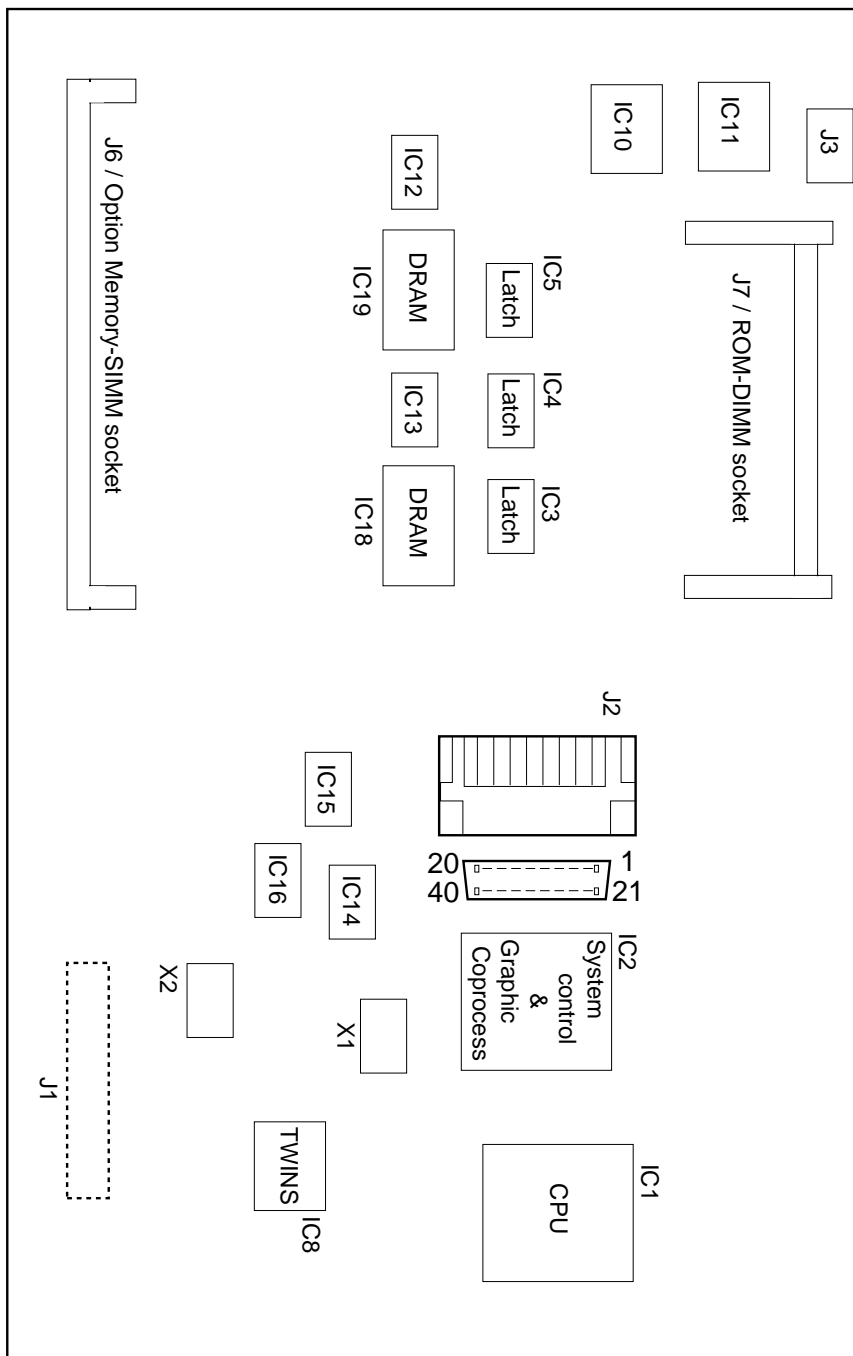 J3
IC11
IC10
J7 / ROM-DIMM socket
IC12
IC5
Latch
DRAM
IC19
J6 / Option Memory-SIMM socket
IC4
Latch
IC13
IC3
Latch
DRAM
IC18
J2
IC15
1
20
21
40
IC16
IC14
IC2
System
control
&
Graphic
Coprocess
X2
X1
J1
TWINS
IC8
IC1
CPU